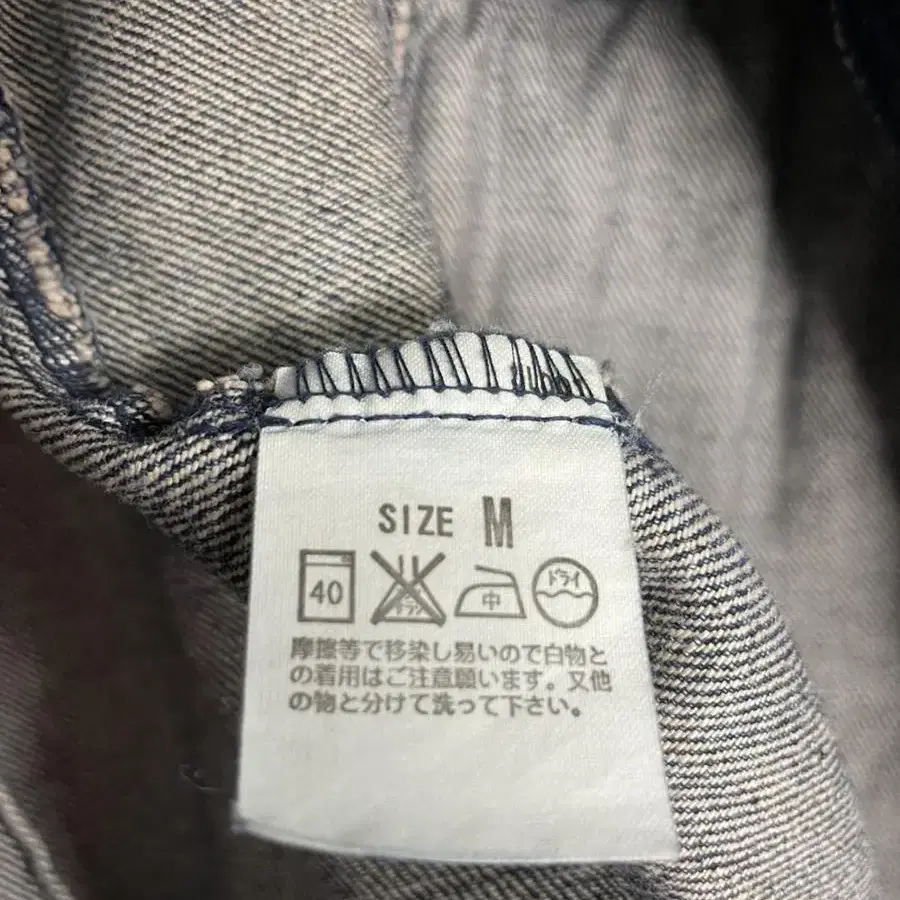 SIZE M
40 中 ドライ
摩擦等で移染し易いので白物と
の着用はご注意願います。又他
の物と分けて洗って下さい。